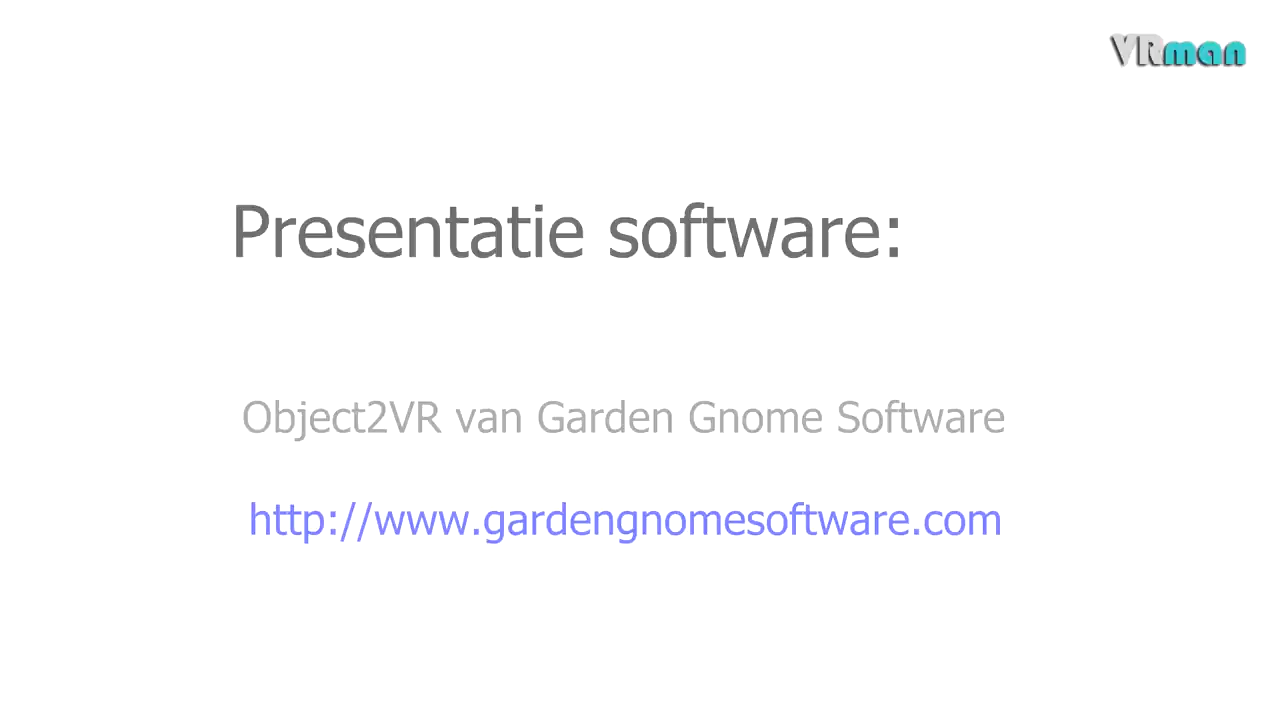 VRman
Presentatie software:
Object2VR van Garden Gnome Software
http://www.gardengnomesoftware.com